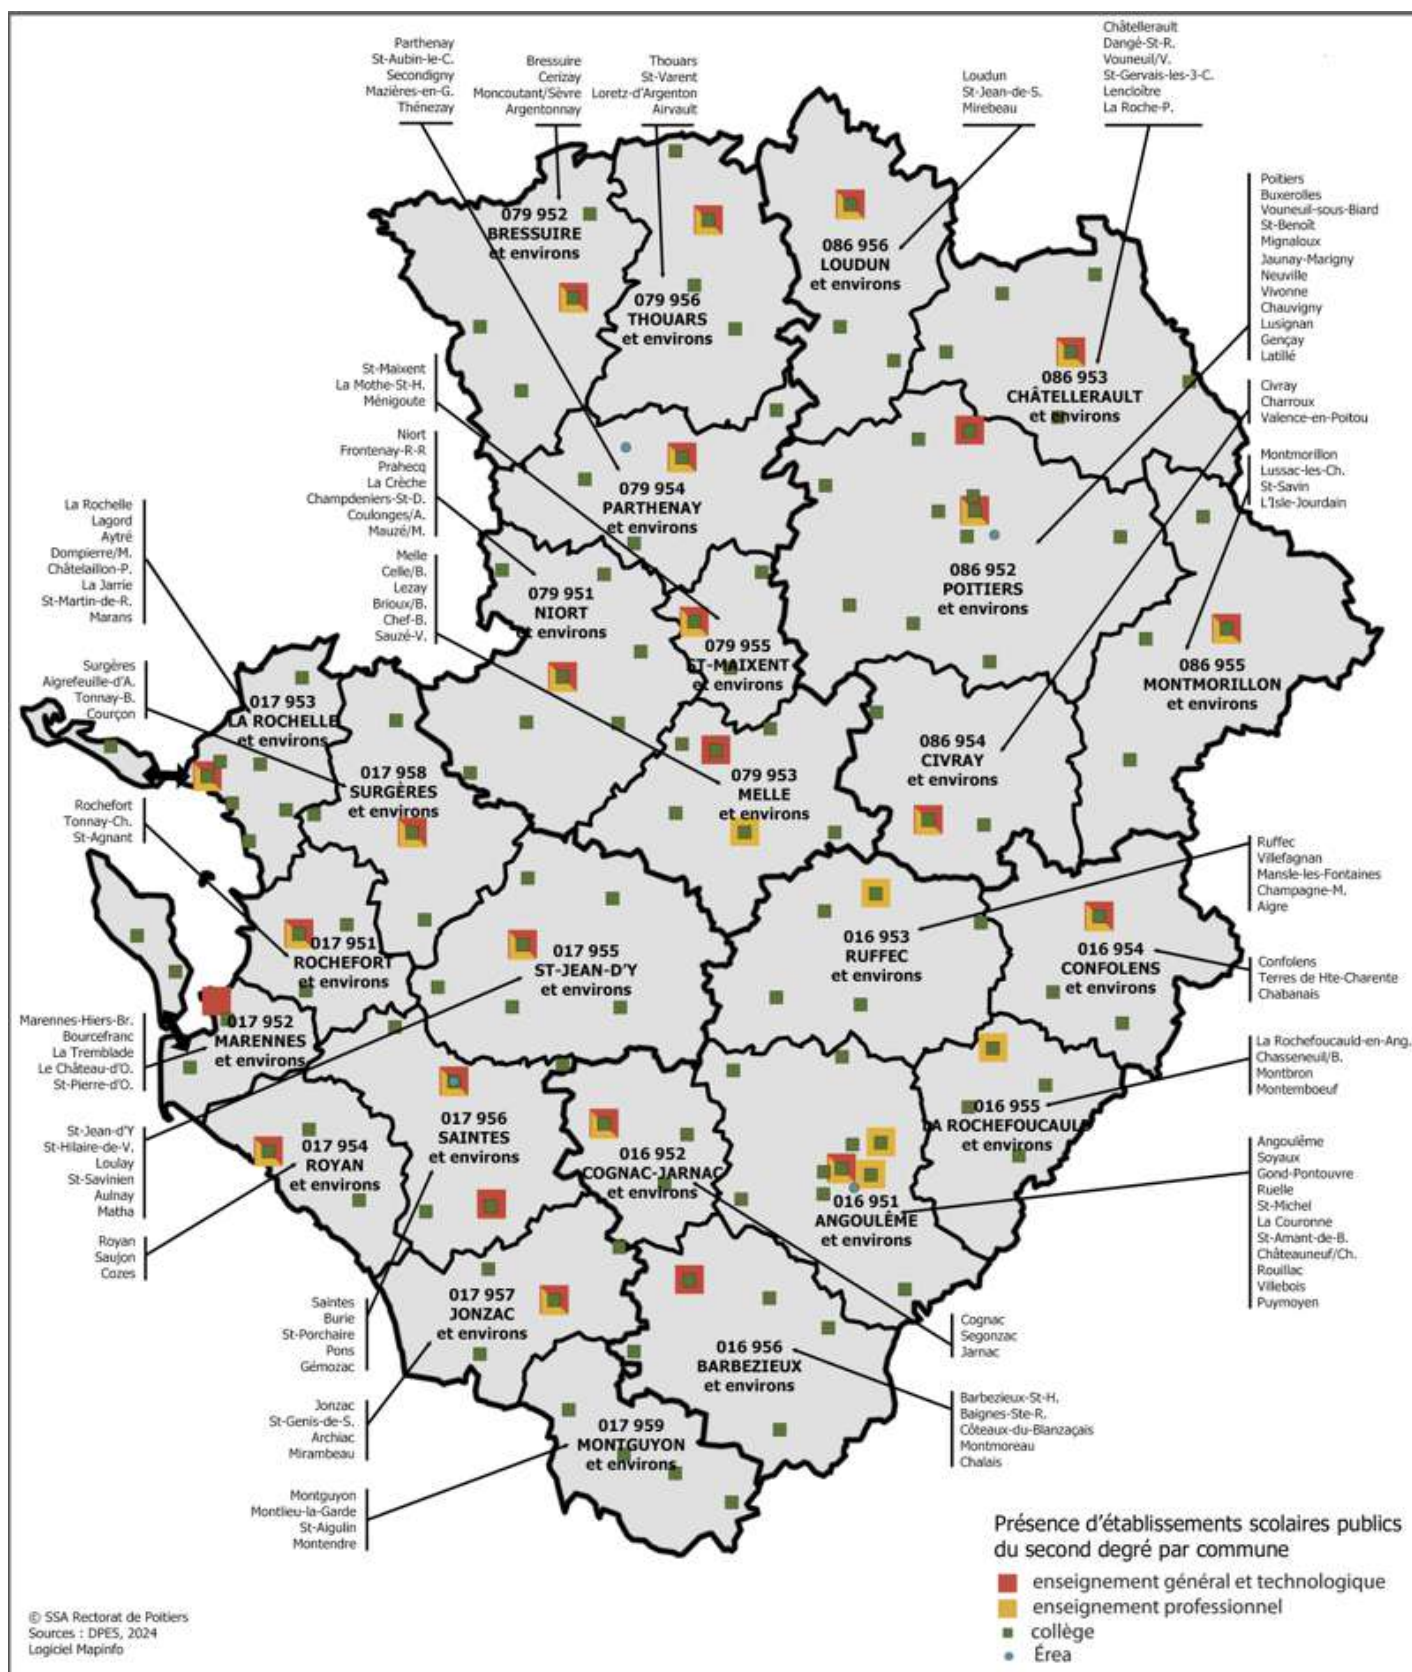 Parthenay
St-Aubin-le-C.
Secondigny
Mazières-en-G.
Thénezay
Bressuire
Cerizay
Moncoutant/Sèvre
Argentonnay
Thouars
St-Varent
Loretz-d'Argenton
Airvault
Loudun
St-Jean-de-S.
Mirebeau
Châtellerault
Dangé-St-R.
Vouneuil/V.
St-Gervais-les-3-C.
Lencloître
La Roche-P.
Poitiers
Buxerolles
Vouneuil-sous-Biard
St-Benoît
Mignaloux
Jaunay-Marigny
Neuville
Vivonne
Chauvigny
Lusignan
Gençay
Latillé
Civray
Charroux
Valence-en-Poitou
Montmorillon
Lussac-les-Ch.
St-Savin
L'Isle-Jourdain
St-Maixent
La Mothe-St-H.
Ménigoute
Niort
Frontenay-R-R
Prahecq
La Crèche
Champdeniers-St-D.
Coulonges/A.
Mauzé/M.
Melle
Celle/B.
Lezay
Brioux/B.
Chef-B.
Sauzé-V.
La Rochelle
Lagord
Aytré
Dompierre/M.
Châtelaillon-P.
La Jarrie
St-Martin-de-R.
Marans
Surgères
Aigrefeuille-d'A.
Tonnay-B.
Courçon
Rochefort
Tonnay-Ch.
St-Agnant
Marennes-Hiers-Br.
Bourcefranc
La Tremblade
Le Château-d'O.
St-Pierre-d'O.
St-Jean-d'Y
St-Hilaire-de-V.
Loulay
St-Savinien
Aulnay
Matha
Royan
Saujon
Cozes
Saintes
Burie
St-Porchaire
Pons
Gémozac
Jonzac
St-Genis-de-S.
Archiac
Mirambeau
Montguyon
Montlieu-la-Garde
St-Aigulin
Montendre
Ruffec
Villefagnan
Mansle-les-Fontaines
Champagne-M.
Aigre
Confolens
Terres de Hte-Charente
Chabanais
La Rochefoucauld-en-Ang.
Chasseneuil/B.
Montbron
Montemboeuf
Angoulême
Soyaux
Gond-Pontouvre
Ruelle
St-Michel
La Couronne
St-Amant-de-B.
Châteauneuf/Ch.
Rouillac
Villebois
Puymoyen
Cognac
Segonzac
Jarnac
Barbezieux-St-H.
Baignes-Ste-R.
Côteaux-du-Blanzaçais
Montmoreau
Chalais
079 952
BRESSUIRE
et environs
079 956
THOUARS
et environs
086 956
LOUDUN
et environs
086 953
CHÂTELLERAULT
et environs
079 954
PARTHENAY
et environs
079 951
NIORT
et environs
079 955
ST-MAIXENT
et environs
086 952
POITIERS
et environs
086 955
MONTMORILLON
et environs
017 953
LA ROCHELLE
et environs
017 958
SURGÈRES
et environs
079 953
MELLE
et environs
086 954
CIVRAY
et environs
017 951
ROCHEFORT
et environs
017 955
ST-JEAN-D'Y
et environs
016 953
RUFFEC
et environs
016 954
CONFOLENS
et environs
017 952
MARENNES
et environs
017 954
ROYAN
et environs
017 956
SAINTES
et environs
016 952
COGNAC-JARNAC
et environs
016 951
ANGOULÊME
et environs
016 955
LA ROCHEFOUCAULD
et environs
017 957
JONZAC
et environs
016 956
BARBEZIEUX
et environs
017 959
MONTGUYON
et environs
Présence d'établissements scolaires publics
du second degré par commune
enseignement général et technologique
enseignement professionnel
collège
Érea
© SSA Rectorat de Poitiers
Sources : DPES, 2024
Logiciel Mapinfo